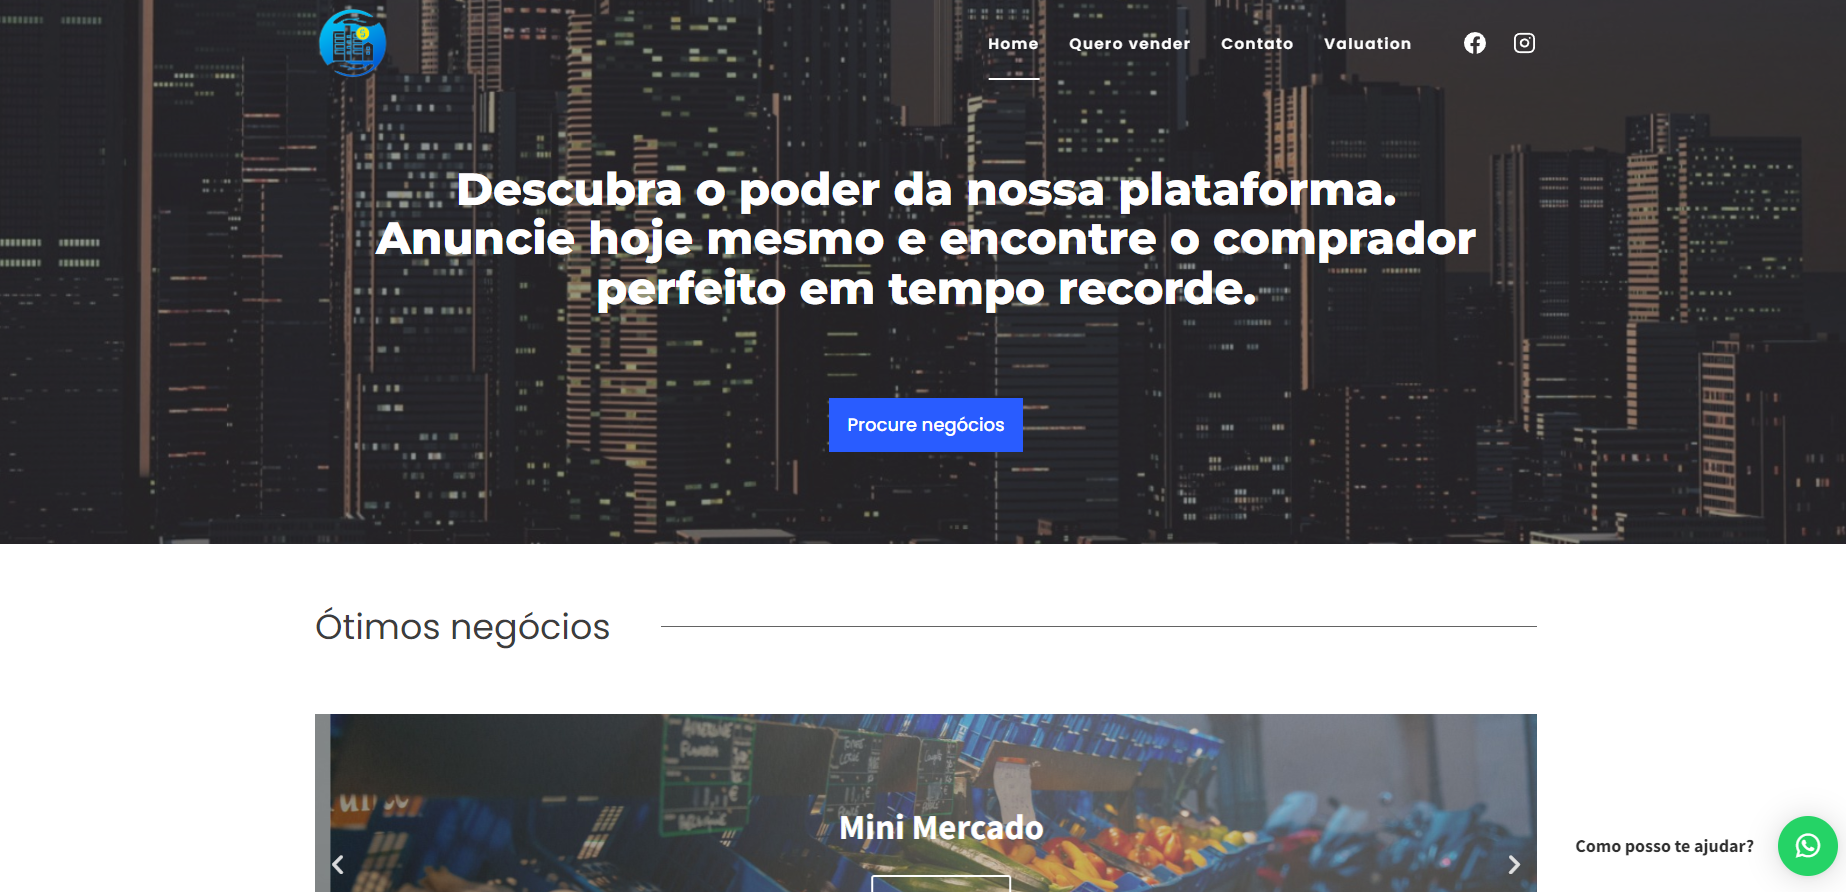 Home
Quero vender
Contato
Valuation
Descubra o poder da nossa plataforma.
Anuncie hoje mesmo e encontre o comprador
perfeito em tempo recorde.
Procure negócios
Ótimos negócios
Mini Mercado
Como posso te ajudar?